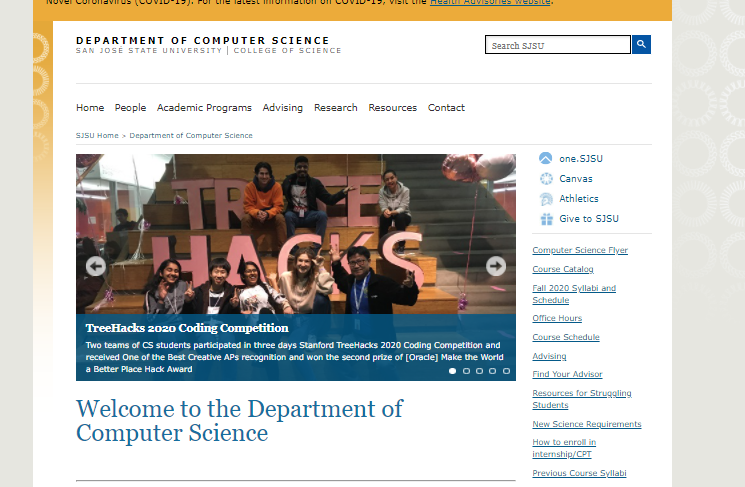 Novel Coronavirus (COVID-19). For the latest information on COVID-19, visit the Health Advisories website.
DEPARTMENT OF COMPUTER SCIENCE
SAN JOSÉ STATE UNIVERSITY | COLLEGE OF SCIENCE
Search SJSU
Home People Academic Programs Advising Research Resources Contact
SJSU Home > Department of Computer Science
TREE
HACKS
TreeHacks 2020 Coding Competition
Two teams of CS students participated in three days Stanford TreeHacks 2020 Coding Competition and
received One of the Best Creative APs recognition and won the second prize of [Oracle] Make the World
a Better Place Hack Award
Welcome to the Department of
Computer Science
one.SJSU
Canvas
Athletics
Give to SJSU
Computer Science Flyer
Course Catalog
Fall 2020 Syllabi and
Schedule
Office Hours
Course Schedule
Advising
Find Your Advisor
Resources for Struggling
Students
New Science Requirements
How to enroll in
internship/CPT
Previous Course Syllabi